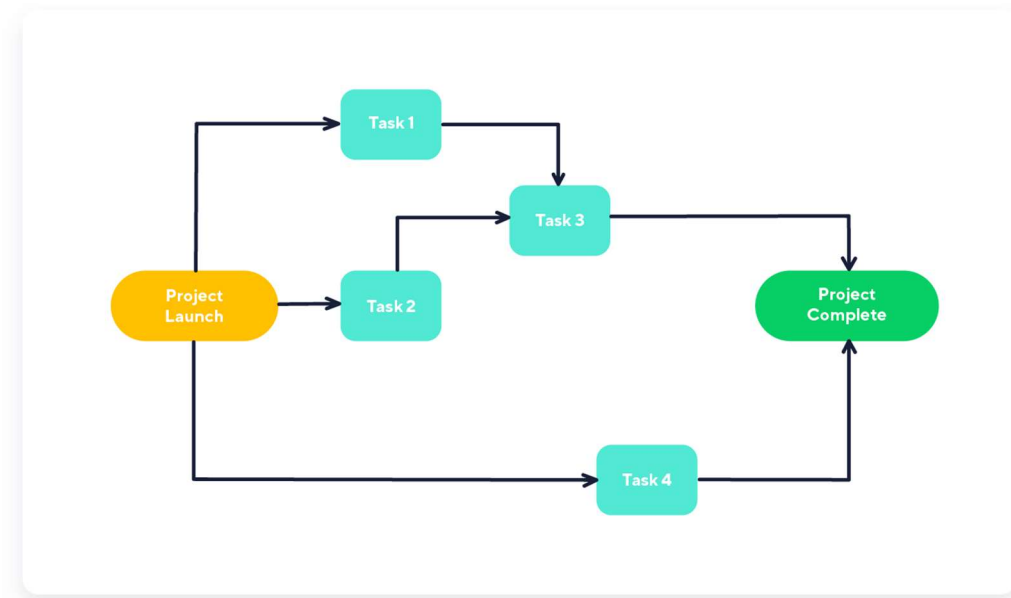 Task 1
Task 3
Project
Launch
Task 2
Project
Complete
Task 4